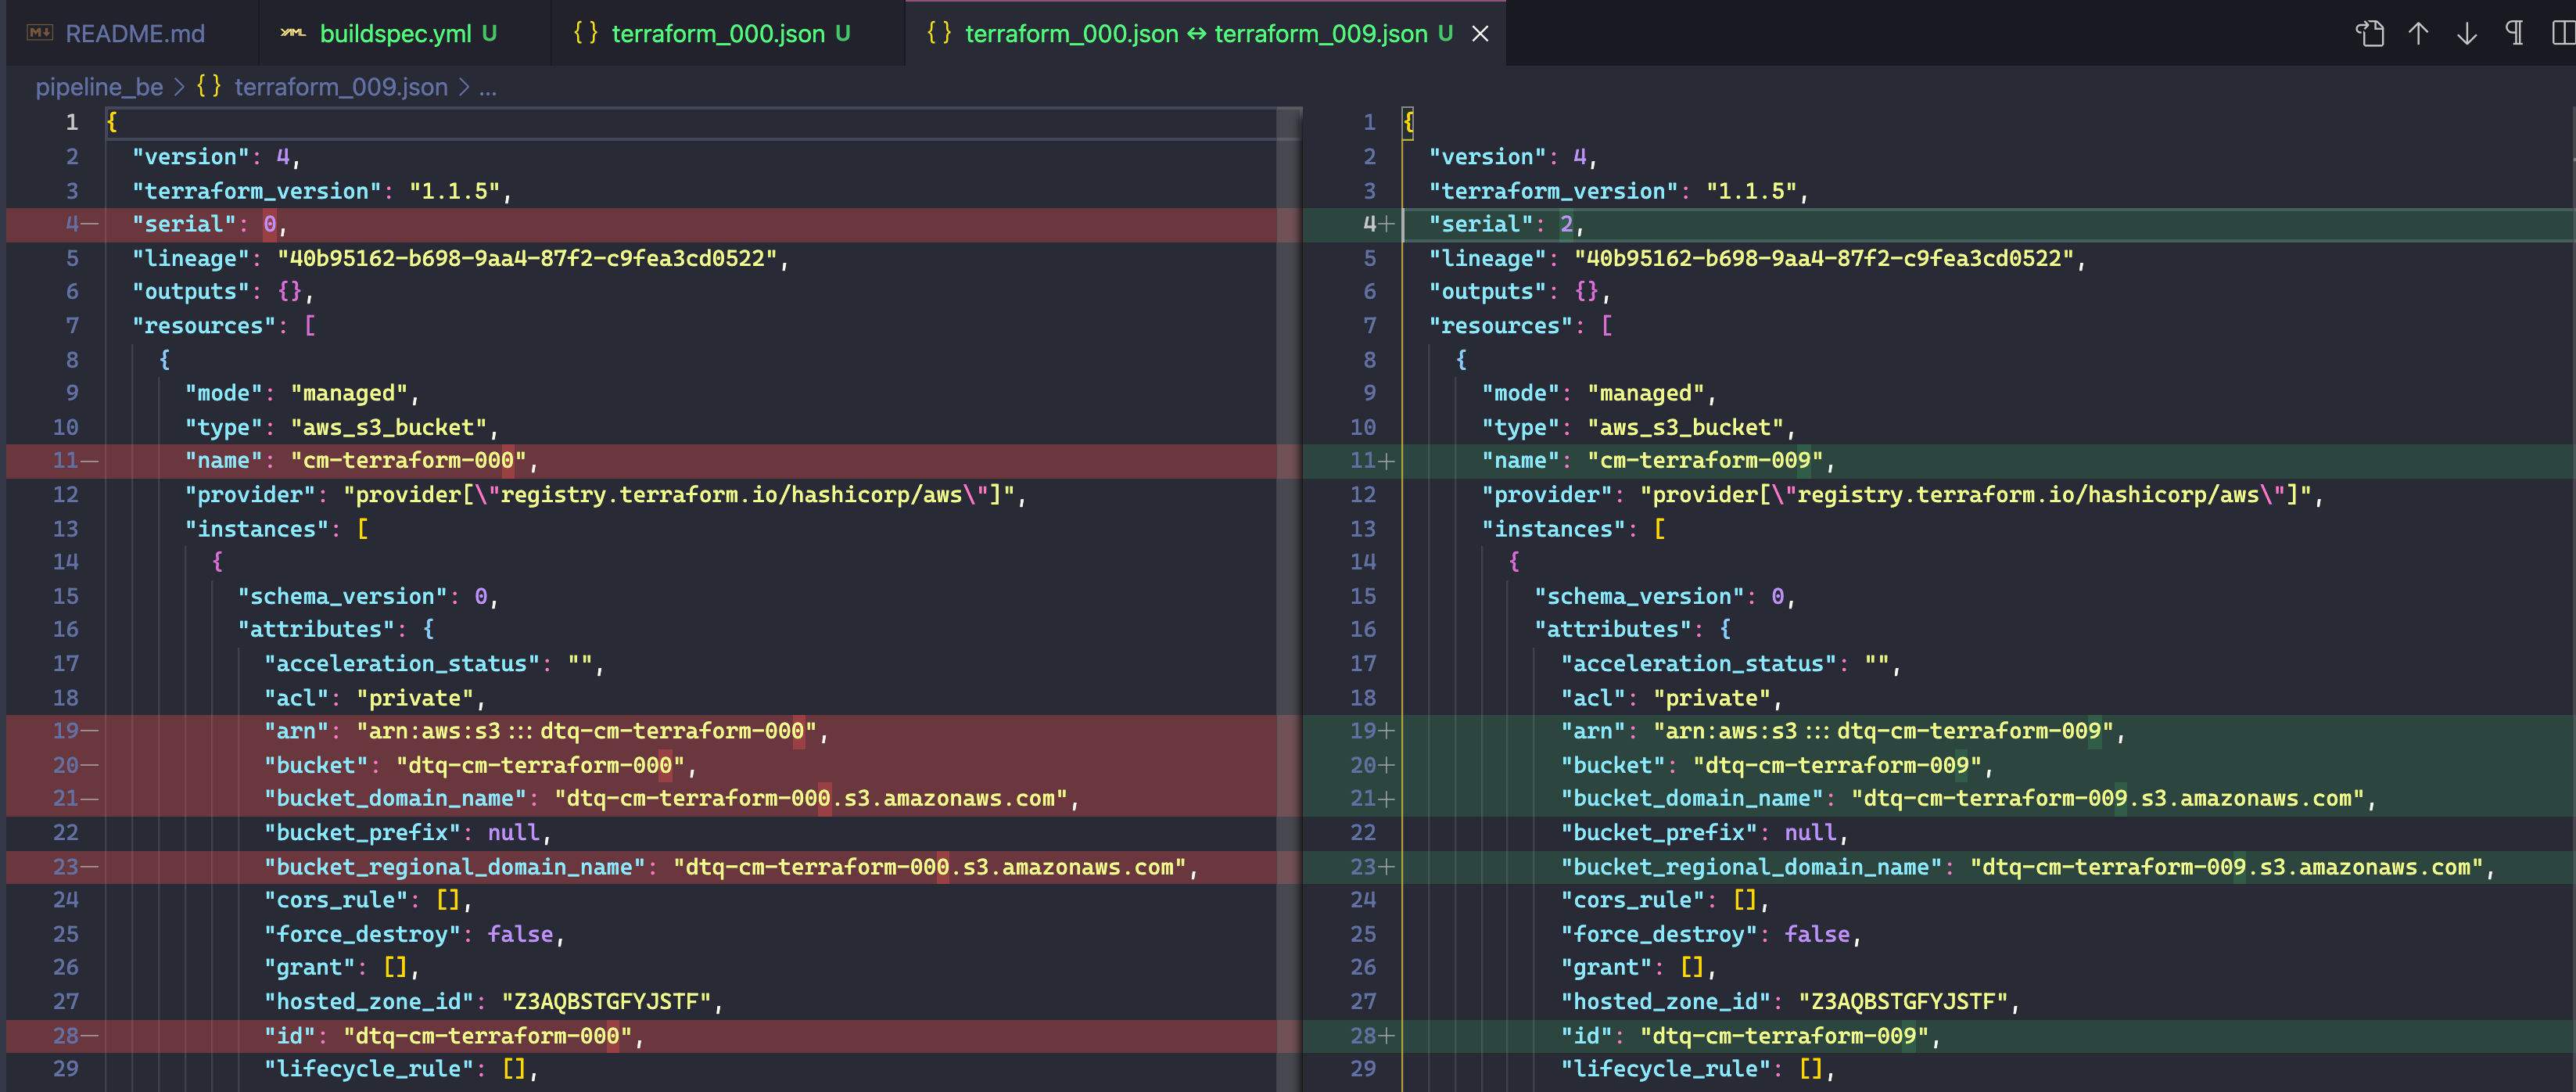 README.md
buildspec.yml U
{} terraform_000.json U
{} terraform_000.json ↔ terraform_009.json U
pipeline_be > {} terraform_009.json > ...
1 {
2 "version": 4,
3 "terraform_version": "1.1.5",
4— "serial": 0,
5 "lineage": "40b95162-b698-9aa4-87f2-c9fea3cd0522",
6 "outputs": {},
7 "resources": [
8 {
9 "mode": "managed",
10 "type": "aws_s3_bucket",
11— "name": "cm-terraform-000",
12 "provider": "provider[\"registry.terraform.io/hashicorp/aws\"]",
13 "instances": [
14 {
15 "schema_version": 0,
16 "attributes": {
17 "acceleration_status": "",
18 "acl": "private",
19— "arn": "arn:aws:s3:::dtq-cm-terraform-000",
20— "bucket": "dtq-cm-terraform-000",
21— "bucket_domain_name": "dtq-cm-terraform-000.s3.amazonaws.com",
22 "bucket_prefix": null,
23— "bucket_regional_domain_name": "dtq-cm-terraform-000.s3.amazonaws.com",
24 "cors_rule": [],
25 "force_destroy": false,
26 "grant": [],
27 "hosted_zone_id": "Z3AQBSTGFYJSTF",
28— "id": "dtq-cm-terraform-000",
29 "lifecycle_rule": [],
1 {
2 "version": 4,
3 "terraform_version": "1.1.5",
4+ "serial": 2,
5 "lineage": "40b95162-b698-9aa4-87f2-c9fea3cd0522",
6 "outputs": {},
7 "resources": [
8 {
9 "mode": "managed",
10 "type": "aws_s3_bucket",
11+ "name": "cm-terraform-009",
12 "provider": "provider[\"registry.terraform.io/hashicorp/aws\"]",
13 "instances": [
14 {
15 "schema_version": 0,
16 "attributes": {
17 "acceleration_status": "",
18 "acl": "private",
19+ "arn": "arn:aws:s3:::dtq-cm-terraform-009",
20+ "bucket": "dtq-cm-terraform-009",
21+ "bucket_domain_name": "dtq-cm-terraform-009.s3.amazonaws.com",
22 "bucket_prefix": null,
23+ "bucket_regional_domain_name": "dtq-cm-terraform-009.s3.amazonaws.com",
24 "cors_rule": [],
25 "force_destroy": false,
26 "grant": [],
27 "hosted_zone_id": "Z3AQBSTGFYJSTF",
28+ "id": "dtq-cm-terraform-009",
29 "lifecycle_rule": [],